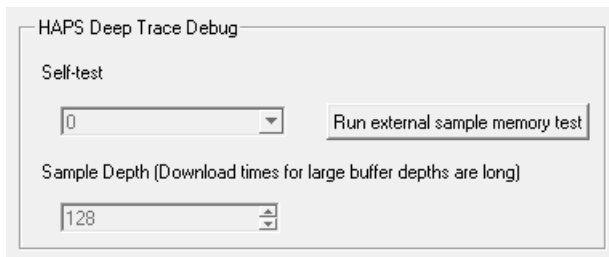 HAPS Deep Trace Debug
Self-test
0
Run external sample memory test
Sample Depth (Download times for large buffer depths are long)
128